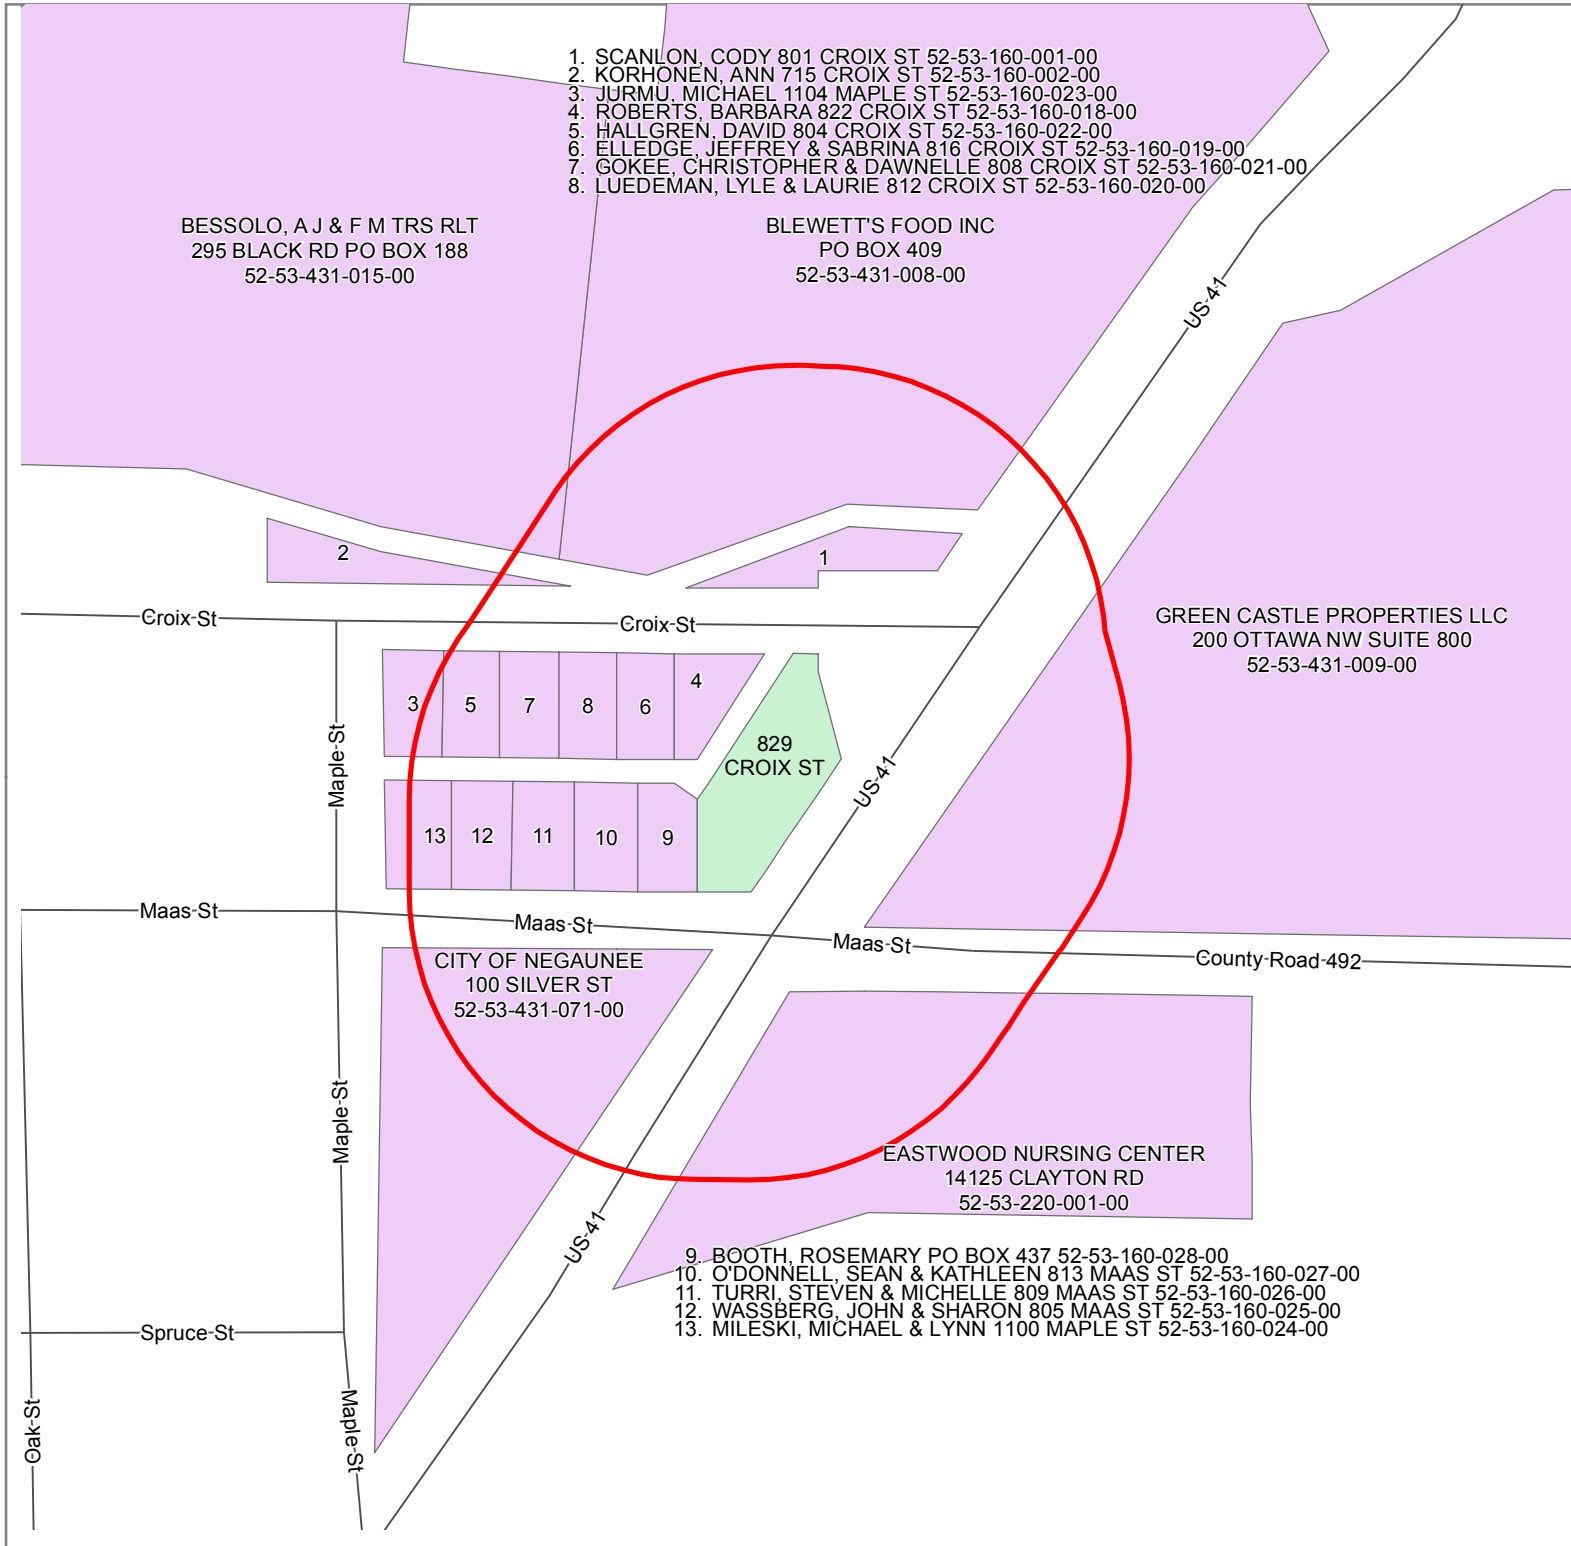 1. SCANLON, CODY 801 CROIX ST 52-53-160-001-00
2. KORHONEN, ANN 715 CROIX ST 52-53-160-002-00
3. JURMU, MICHAEL 1104 MAPLE ST 52-53-160-023-00
4. ROBERTS, BARBARA 822 CROIX ST 52-53-160-018-00
5. HALLGREN, DAVID 804 CROIX ST 52-53-160-022-00
6. ELLEDGE, JEFFREY & SABRINA 816 CROIX ST 52-53-160-019-00
7. GOKEE, CHRISTOPHER & DAWNELLE 808 CROIX ST 52-53-160-021-00
8. LUEDEMAN, LYLE & LAURIE 812 CROIX ST 52-53-160-020-00
BESSOLO, A J & F M TRS RLT
295 BLACK RD PO BOX 188
52-53-431-015-00
BLEWETT'S FOOD INC
PO BOX 409
52-53-431-008-00
US-41
2
1
Croix St
Croix St
GREEN CASTLE PROPERTIES LLC
200 OTTAWA NW SUITE 800
52-53-431-009-00
3
5
7
8
6
4
829
CROIX ST
Maple St
US-41
13
12
11
10
9
Maas St
Maas St
Maas St
County Road 492
CITY OF NEGAUNEE
100 SILVER ST
52-53-431-071-00
Maple St
EASTWOOD NURSING CENTER
14125 CLAYTON RD
52-53-220-001-00
US-41
9. BOOTH, ROSEMARY PO BOX 437 52-53-160-028-00
10. O'DONNELL, SEAN & KATHLEEN 813 MAAS ST 52-53-160-027-00
11. TURRI, STEVEN & MICHELLE 809 MAAS ST 52-53-160-026-00
12. WASSBERG, JOHN & SHARON 805 MAAS ST 52-53-160-025-00
13. MILESKI, MICHAEL & LYNN 1100 MAPLE ST 52-53-160-024-00
Spruce St
Oak St
Maple St